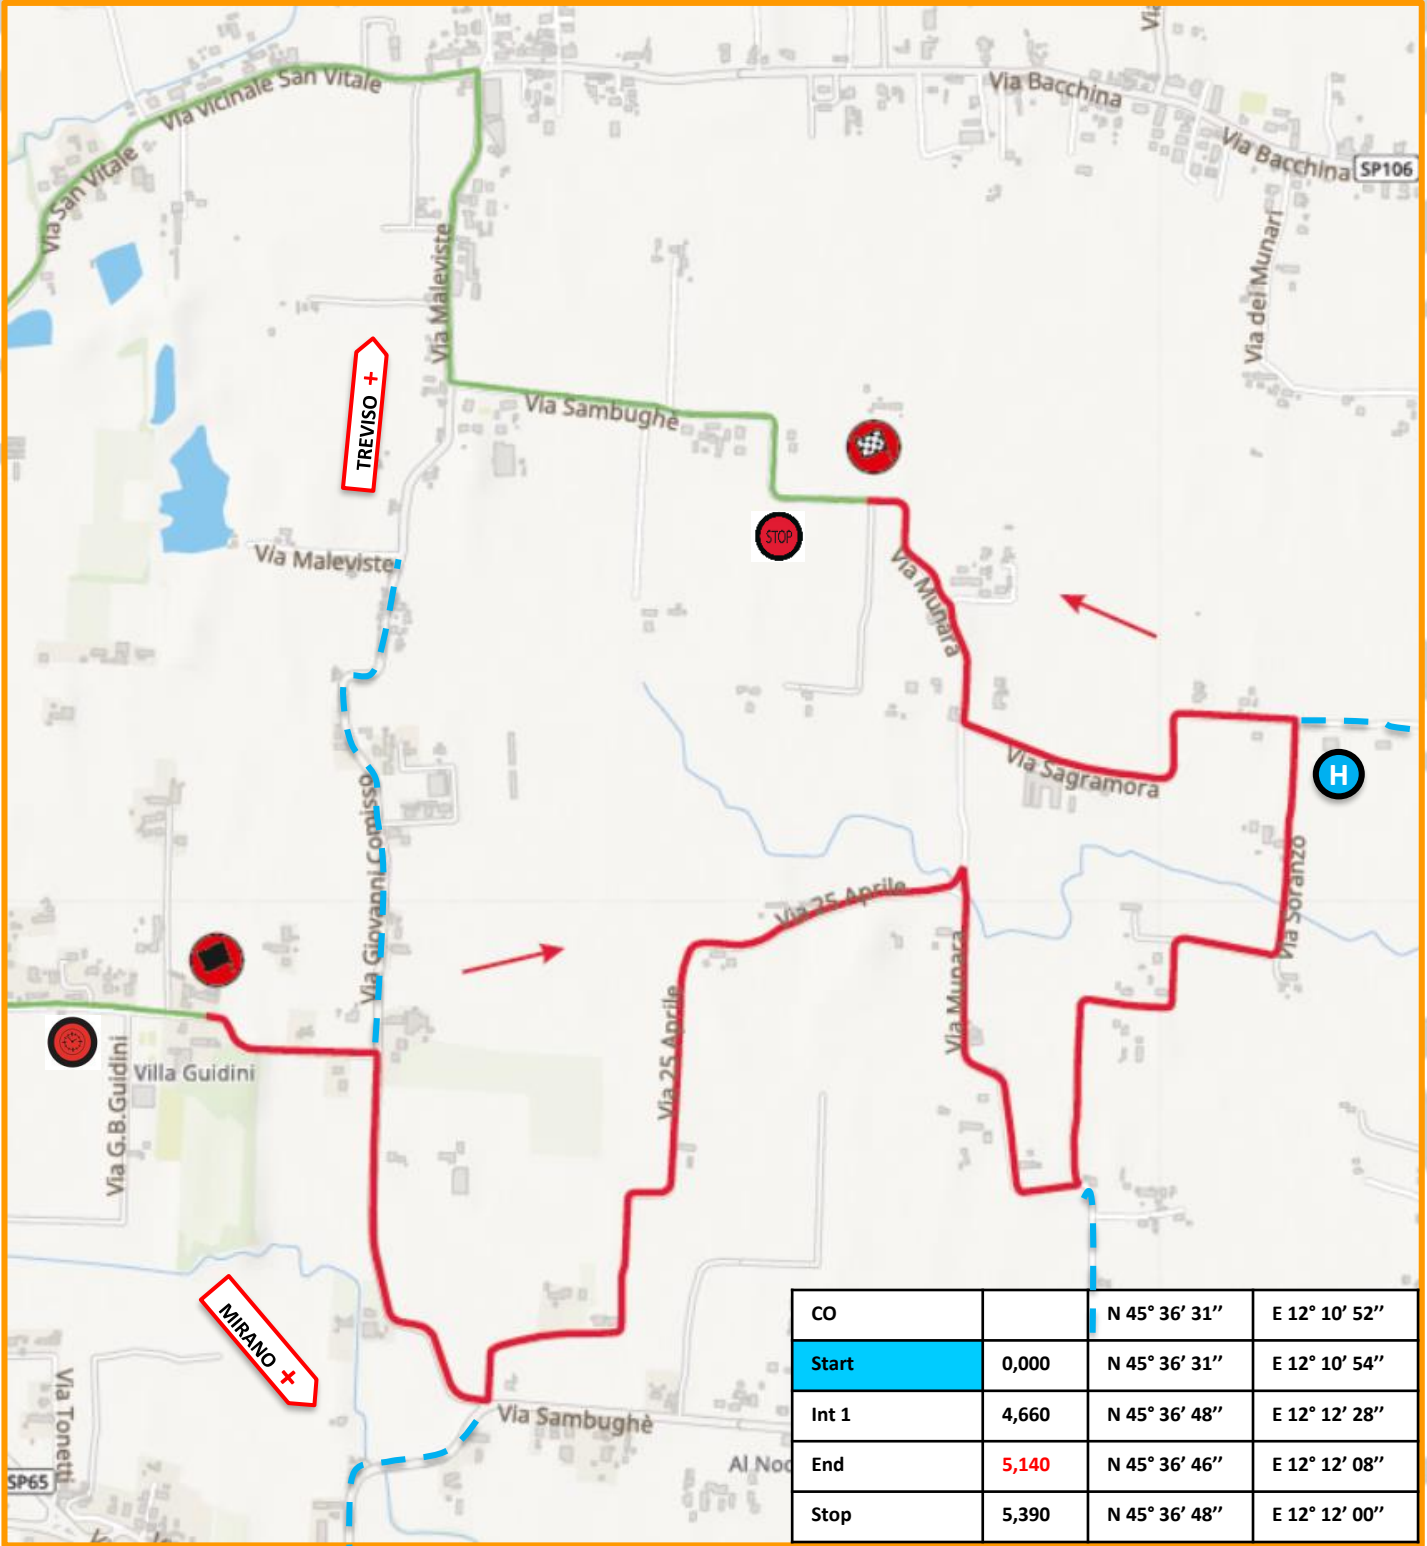 Via Vicinale San Vitale
Via Bacchina
Via Bacchina
SP106
Via San Vitale
Via dei Munari
Via Maleviste
TREVISO +
Via Sambughè
STOP
Via Maleviste
Via Munara
Via Sagramora
H
Via Giovanni Comisso
Via Soranzo
Via 25 Aprile
Via Munara
Via 25 Aprile
Villa Guidini
Via G.B.Guidini
MIRANO +
Via Sambughè
Via Tonetti
SP65
Al Noc
CO N 45° 36’ 31’’ E 12° 10’ 52’’
Start 0,000 N 45° 36’ 31’’ E 12° 10’ 54’’
Int 1 4,660 N 45° 36’ 48’’ E 12° 12’ 28’’
End 5,140 N 45° 36’ 46’’ E 12° 12’ 08’’
Stop 5,390 N 45° 36’ 48’’ E 12° 12’ 00’’